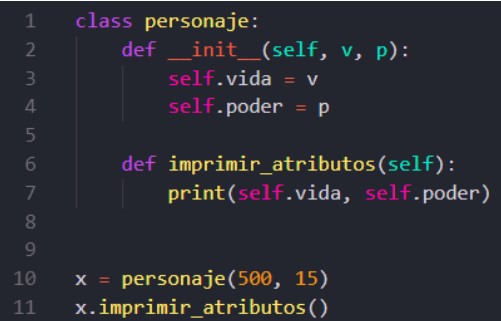 1 class personaje:
2     def __init__(self, v, p):
3         self.vida = v
4         self.poder = p
5
6     def imprimir_atributos(self):
7         print(self.vida, self.poder)
8
9
10 x = personaje(500, 15)
11 x.imprimir_atributos()